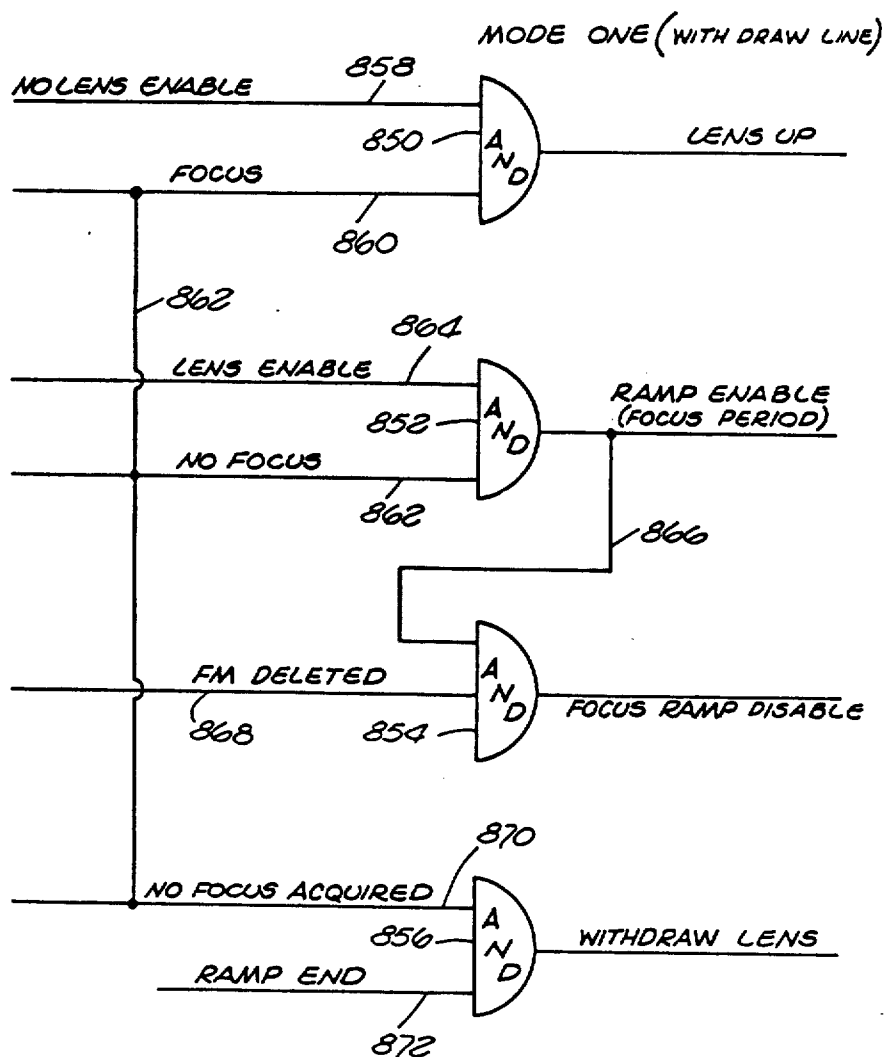 MODE ONE (WITH DRAW LINE)
NO LENS ENABLE
858
850
AND
LENS UP
FOCUS
860
862
LENS ENABLE
864
852
AND
RAMP ENABLE
(FOCUS PERIOD)
NO FOCUS
862
866
FM DELETED
868
854
AND
FOCUS RAMP DISABLE
NO FOCUS ACQUIRED
870
856
AND
WITHDRAW LENS
RAMP END
872